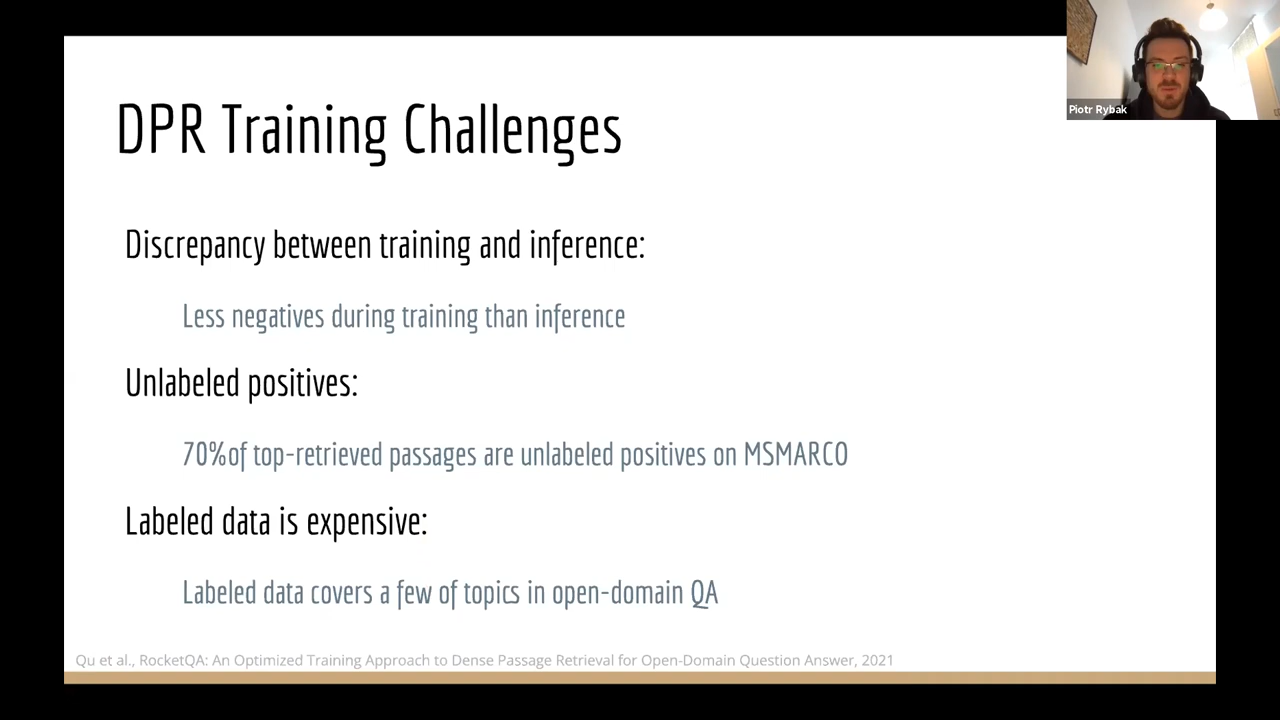 DPR Training Challenges
Piotr Rybak
Discrepancy between training and inference:
Less negatives during training than inference
Unlabeled positives:
70%of top-retrieved passages are unlabeled positives on MSMARCO
Labeled data is expensive:
Labeled data covers a few of topics in open-domain QA
Qu et al., RocketQA: An Optimized Training Approach to Dense Passage Retrieval for Open-Domain Question Answer, 2021